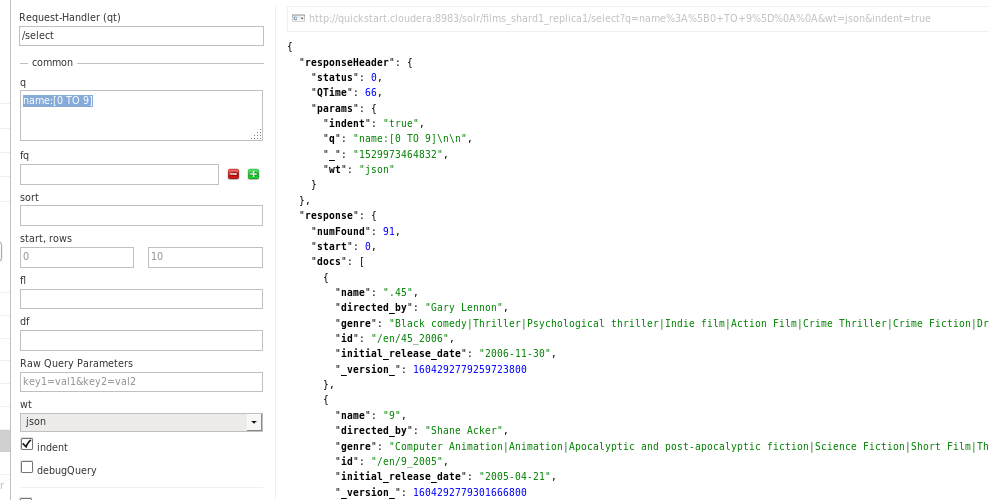 Request-Handler (qt)
/select
common
q
name:[0 TO 9]
fq
sort
start, rows
0
10
fl
df
Raw Query Parameters
key1=val1&key2=val2
wt
json
indent
debugQuery
r
http://quickstart.cloudera:8983/solr/films_shard1_replica1/select?q=name%3A%5B0+TO+9%5D%0A%0A&wt=json&indent=true
{
"responseHeader": {
"status": 0,
"QTime": 66,
"params": {
"indent": "true",
"q": "name:[0 TO 9]\n\n",
"_": "1529973464832",
"wt": "json"
}
},
"response": {
"numFound": 91,
"start": 0,
"docs": [
{
"name": ".45",
"directed_by": "Gary Lennon",
"genre": "Black comedy|Thriller|Psychological thriller|Indie film|Action Film|Crime Thriller|Crime Fiction|Dr
"id": "/en/45_2006",
"initial_release_date": "2006-11-30",
"_version_": 1604292779259723800
},
{
"name": "9",
"directed_by": "Shane Acker",
"genre": "Computer Animation|Animation|Apocalyptic and post-apocalyptic fiction|Science Fiction|Short Film|Th
"id": "/en/9_2005",
"initial_release_date": "2005-04-21",
"_version_": 1604292779301666800